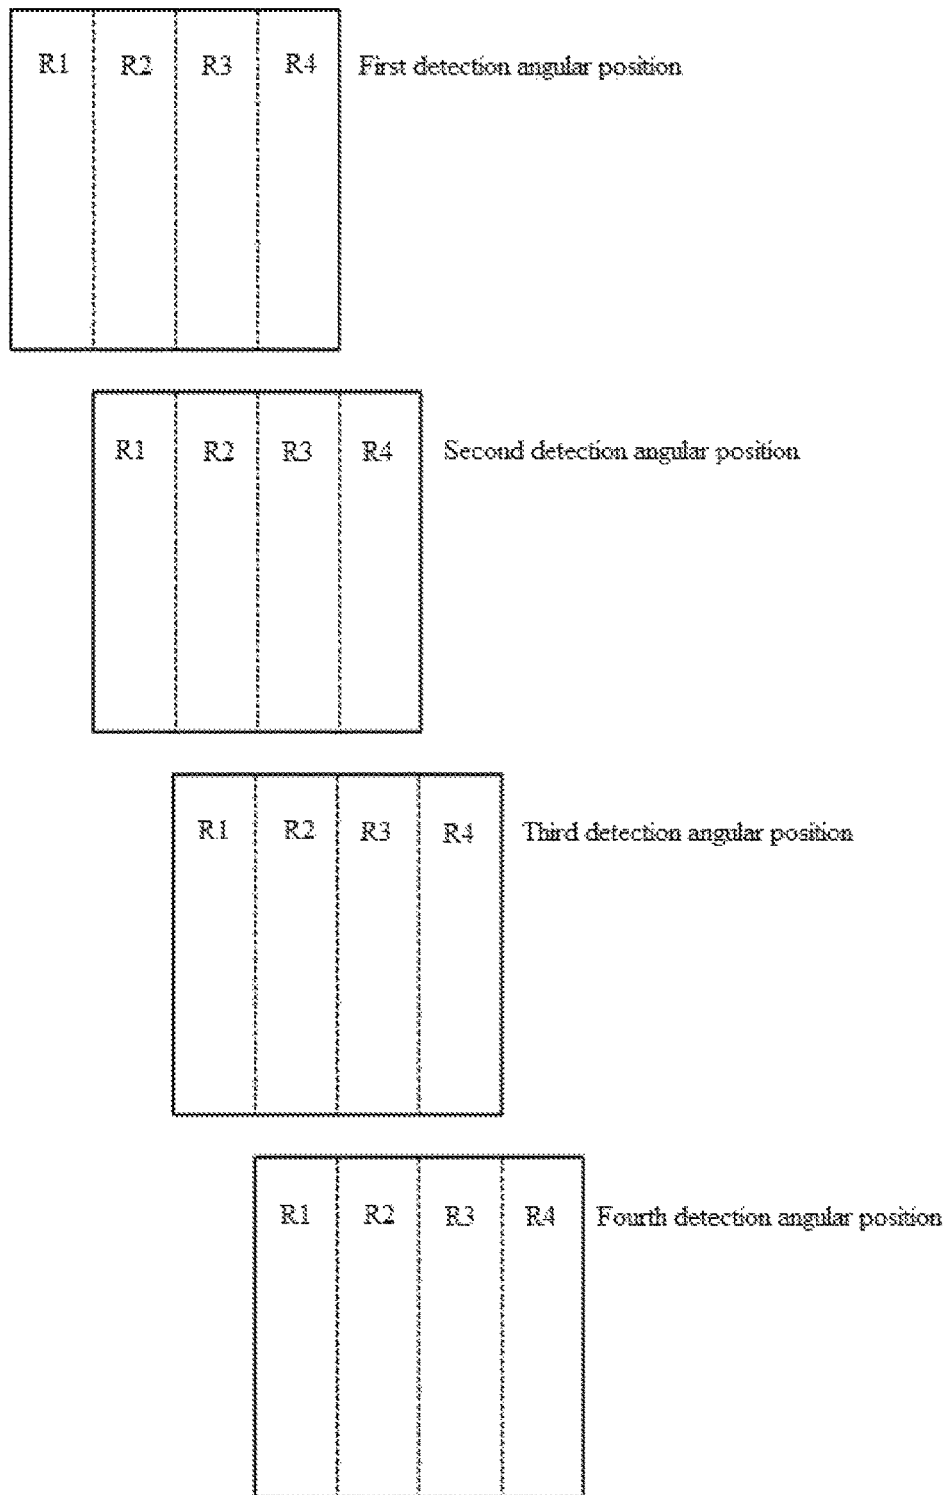 R1 R2 R3 R4 First detection angular position
R1 R2 R3 R4 Second detection angular position
R1 R2 R3 R4 Third detection angular position
R1 R2 R3 R4 Fourth detection angular position